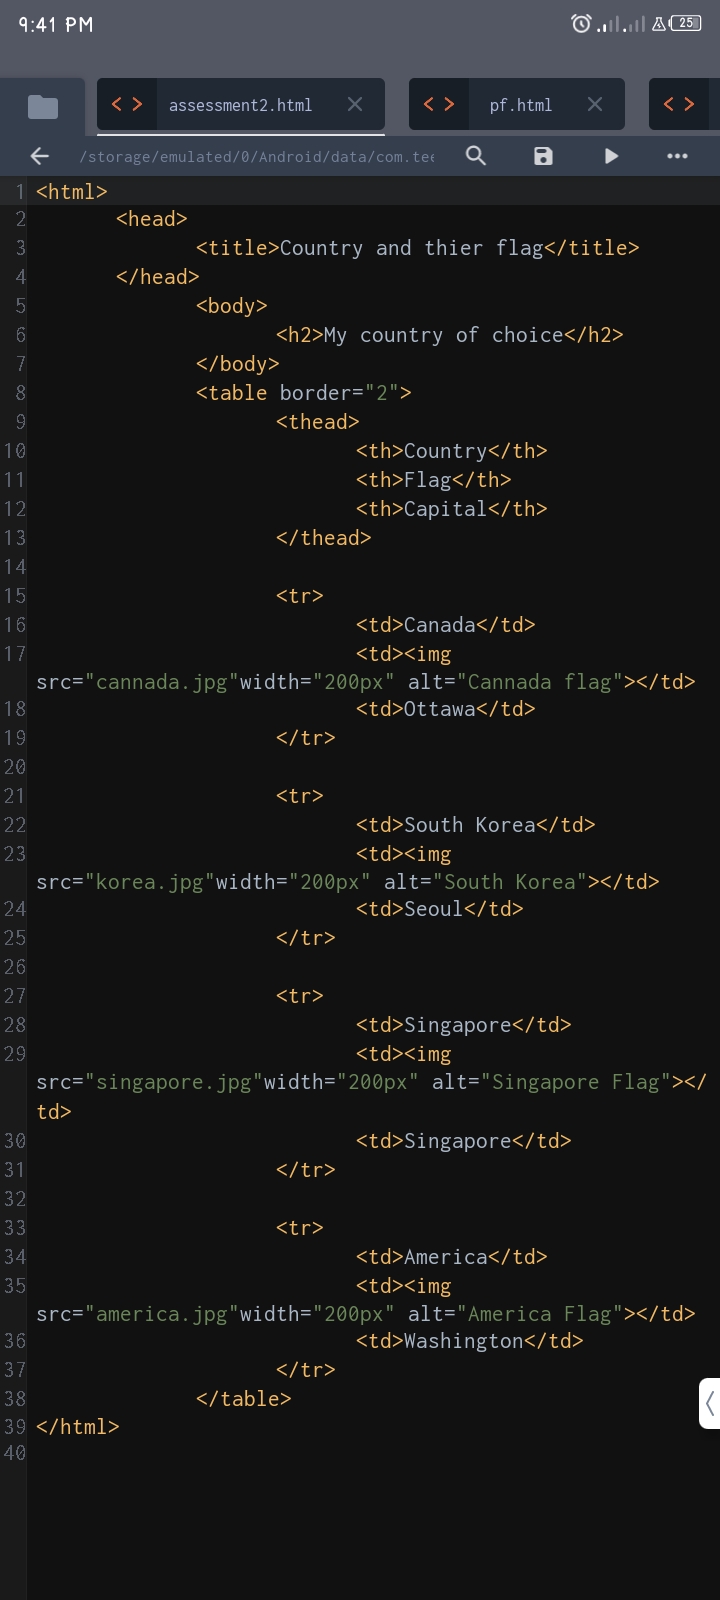 9:41 PM
25
assessment2.html
pf.html
/storage/emulated/0/Android/data/com.tee
1 <html>
2 <head>
3 <title>Country and thier flag</title>
4 </head>
5 <body>
6 <h2>My country of choice</h2>
7 </body>
8 <table border="2">
9 <thead>
10 <th>Country</th>
11 <th>Flag</th>
12 <th>Capital</th>
13 </thead>
14
15 <tr>
16 <td>Canada</td>
17 <td><img
src="cannada.jpg"width="200px" alt="Cannada flag"></td>
18 <td>Ottawa</td>
19 </tr>
20
21 <tr>
22 <td>South Korea</td>
23 <td><img
src="korea.jpg"width="200px" alt="South Korea"></td>
24 <td>Seoul</td>
25 </tr>
26
27 <tr>
28 <td>Singapore</td>
29 <td><img
src="singapore.jpg"width="200px" alt="Singapore Flag"></
td>
30 <td>Singapore</td>
31 </tr>
32
33 <tr>
34 <td>America</td>
35 <td><img
src="america.jpg"width="200px" alt="America Flag"></td>
36 <td>Washington</td>
37 </tr>
38 </table>
39 </html>
40